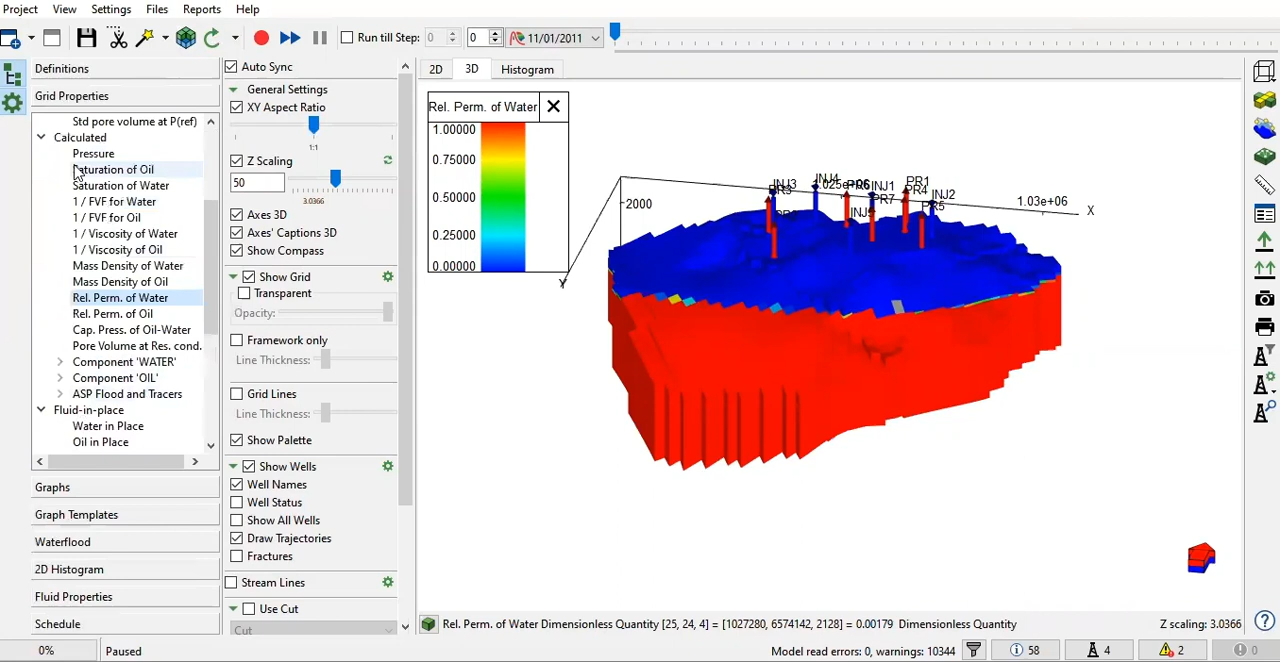 Project View Settings Files Reports Help
Run till Step: 0 0 11/01/2011
Definitions
Grid Properties
Std pore volume at P(ref)
Calculated
Pressure
Saturation of Oil
Saturation of Water
1 / FVF for Water
1 / FVF for Oil
1 / Viscosity of Water
1 / Viscosity of Oil
Mass Density of Water
Mass Density of Oil
Rel. Perm. of Water
Rel. Perm. of Oil
Cap. Press. of Oil-Water
Pore Volume at Res. cond.
Component 'WATER'
Component 'OIL'
ASP Flood and Tracers
Fluid-in-place
Water in Place
Oil in Place
Graphs
Graph Templates
Waterflood
2D Histogram
Fluid Properties
Schedule
Auto Sync
General Settings
XY Aspect Ratio
1:1
Z Scaling
50
3.0366
Axes 3D
Axes' Captions 3D
Show Compass
Show Grid
Transparent
Opacity:
Framework only
Line Thickness:
Grid Lines
Line Thickness:
Show Palette
Show Wells
Well Names
Well Status
Show All Wells
Draw Trajectories
Fractures
Stream Lines
Use Cut
Cut
2D 3D Histogram
Rel. Perm. of Water
1.00000
0.75000
0.50000
0.25000
0.00000
2000
Y
INJ3
INJ4
INJ1
PR7
PR1
PR4
INJ2
PR5
1.03e+06
X
Rel. Perm. of Water Dimensionless Quantity [25, 24, 4] = [1027280, 6574142, 2128] = 0.00179 Dimensionless Quantity Z scaling: 3.0366
0% Paused Model read errors: 0, warnings: 10344 58 4 2 0